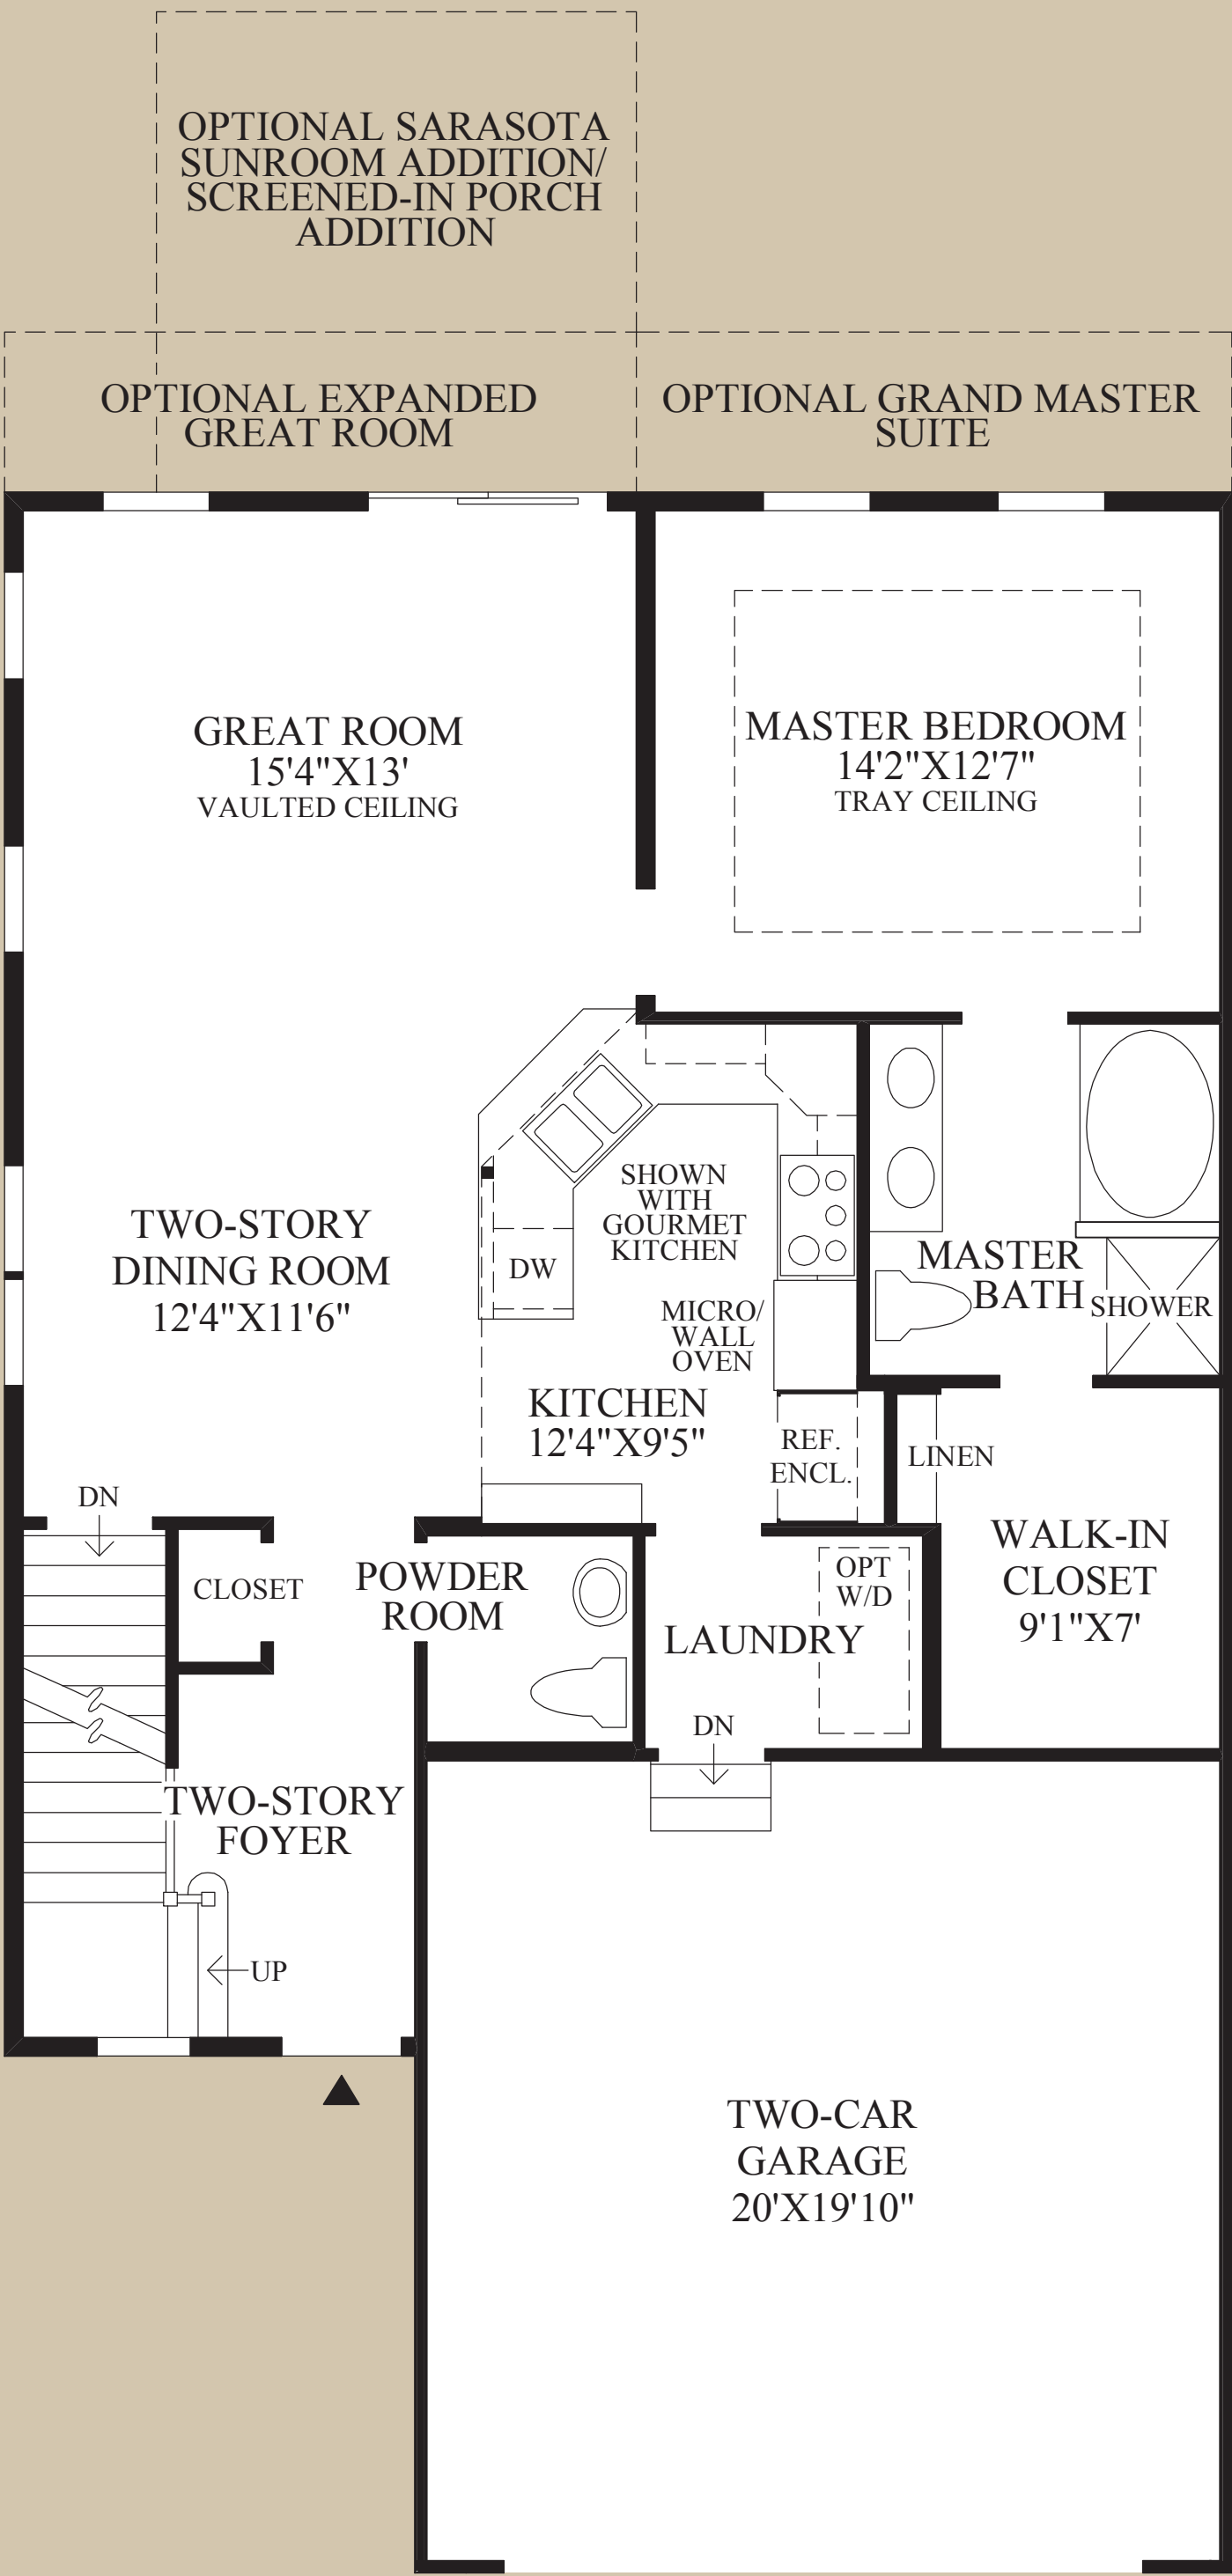 OPTIONAL SARASOTA
SUNROOM ADDITION/
SCREENED-IN PORCH
ADDITION
OPTIONAL EXPANDED
GREAT ROOM
OPTIONAL GRAND MASTER
SUITE
GREAT ROOM
15'4"X13'
VAULTED CEILING
MASTER BEDROOM
14'2"X12'7"
TRAY CEILING
TWO-STORY
DINING ROOM
12'4"X11'6"
SHOWN
WITH
GOURMET
KITCHEN
DW
MICRO/
WALL
OVEN
KITCHEN
12'4"X9'5"
REF.
ENCL.
MASTER
BATH
SHOWER
LINEN
WALK-IN
CLOSET
9'1"X7'
DN
CLOSET
POWDER
ROOM
OPT
W/D
LAUNDRY
DN
TWO-STORY
FOYER
UP
TWO-CAR
GARAGE
20'X19'10"